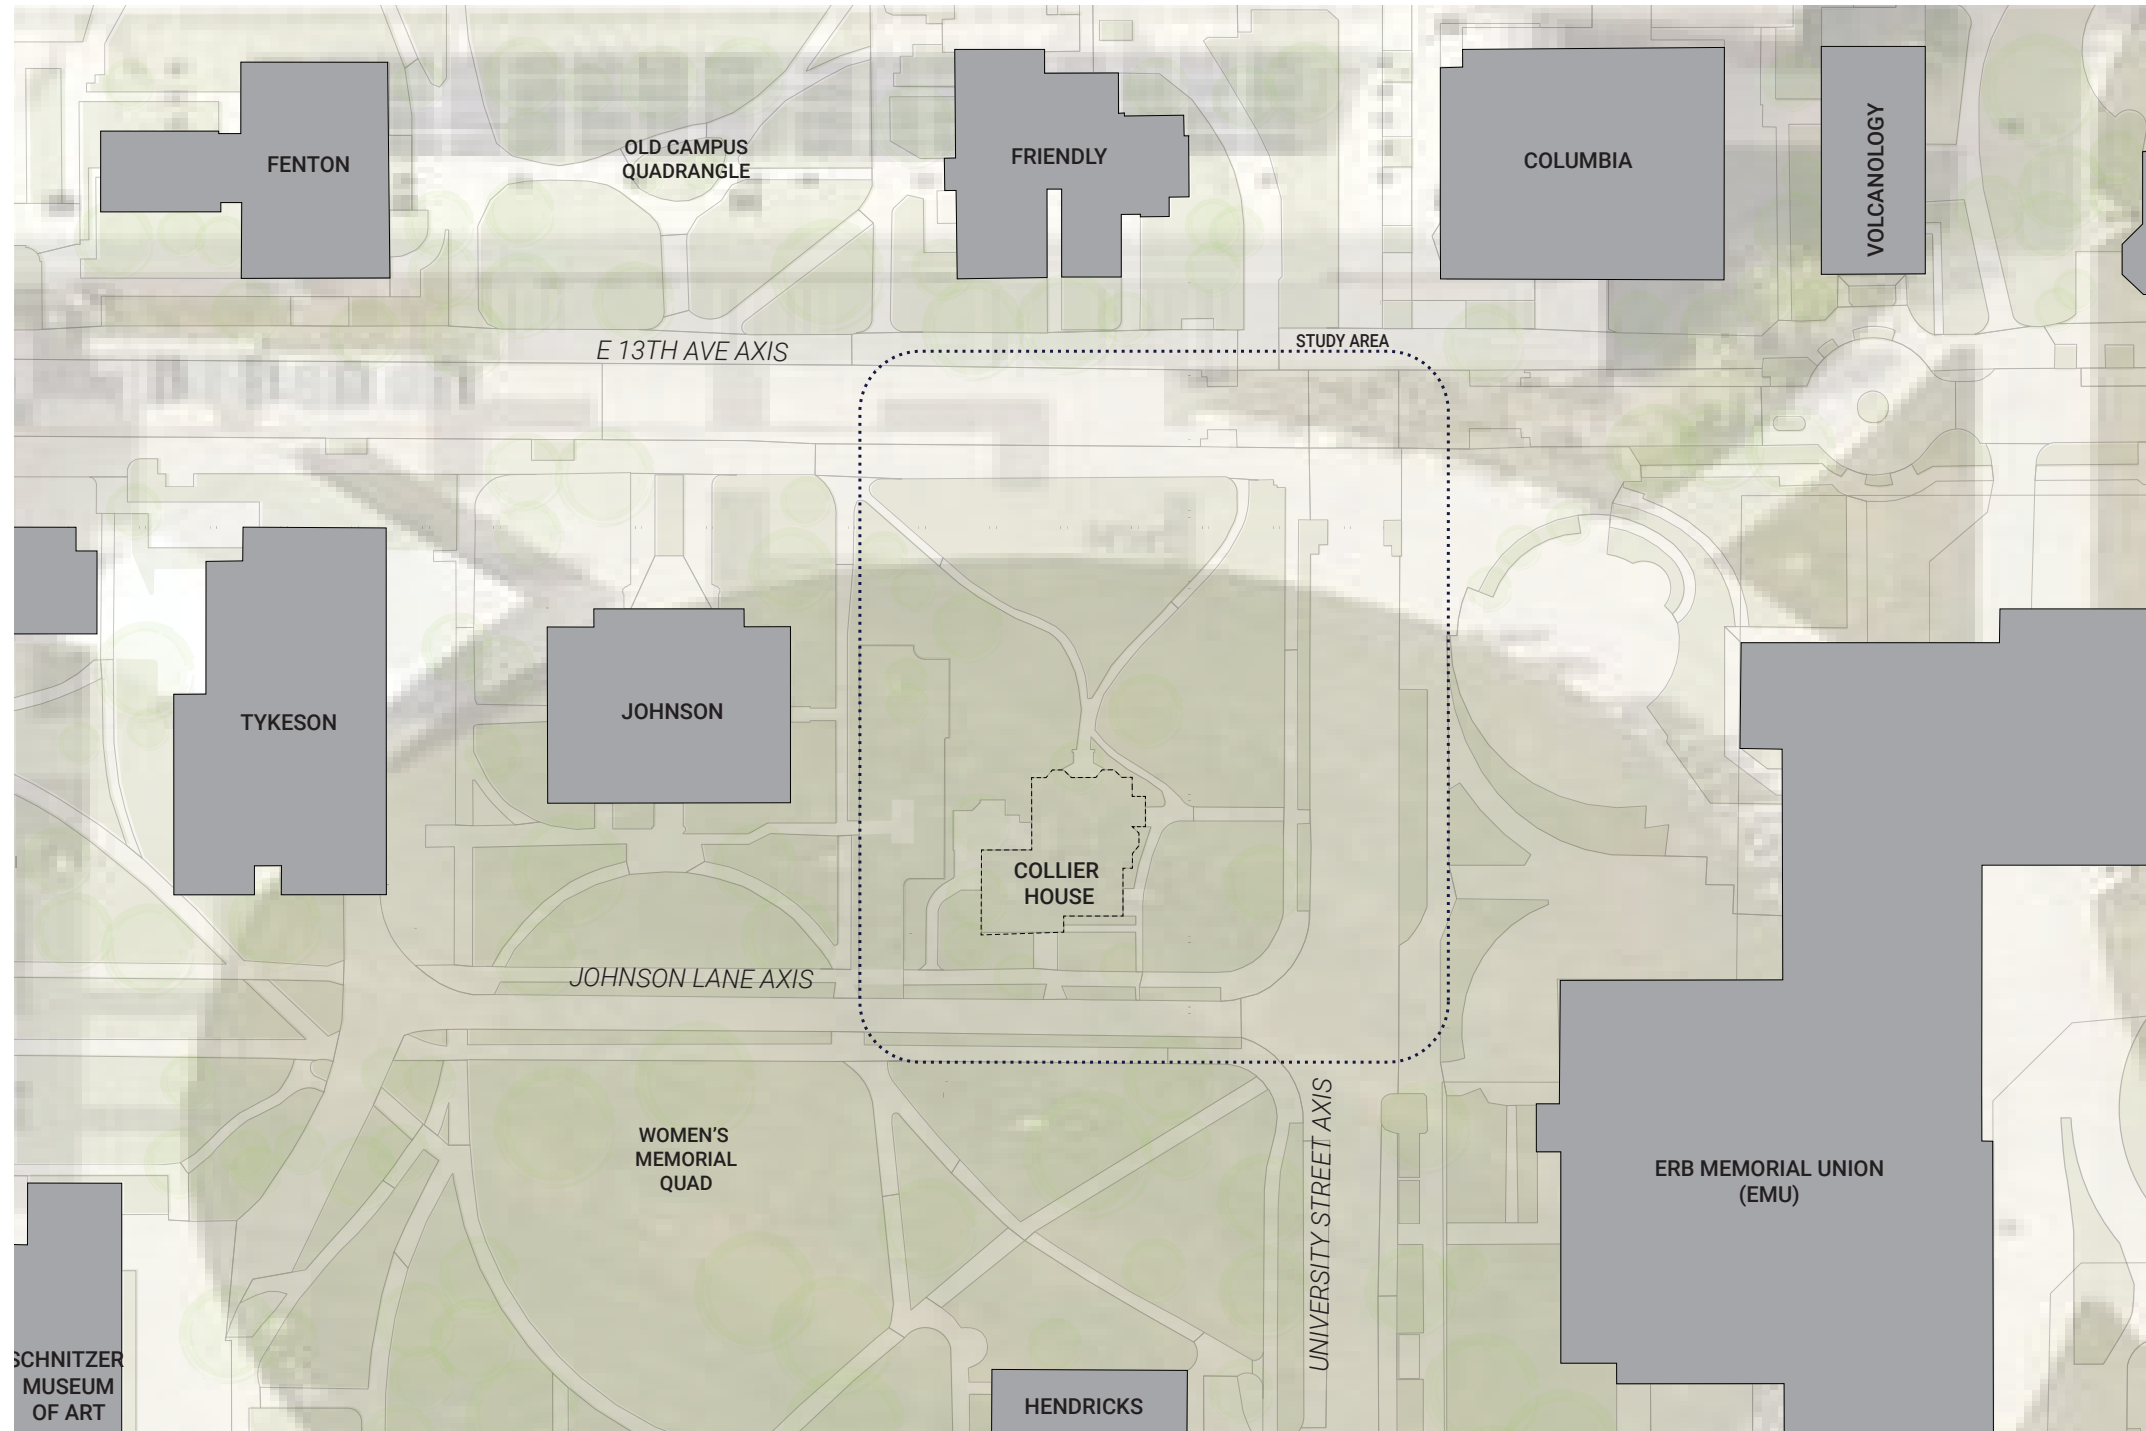 FENTON
OLD CAMPUS
QUADRANGLE
FRIENDLY
COLUMBIA
VOLCANOLOGY
E 13TH AVE AXIS
STUDY AREA
TYKESON
JOHNSON
COLLIER
HOUSE
JOHNSON LANE AXIS
WOMEN'S
MEMORIAL
QUAD
UNIVERSITY STREET AXIS
ERB MEMORIAL UNION
(EMU)
SCHNITZER
MUSEUM
OF ART
HENDRICKS